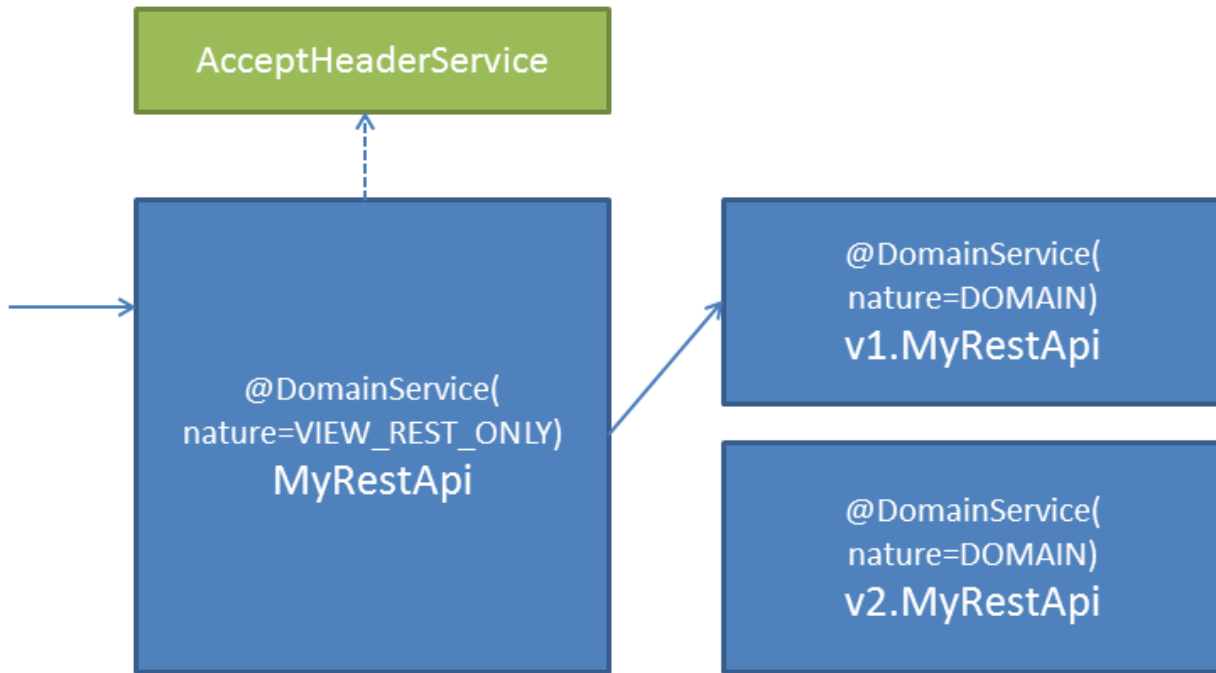 AcceptHeaderService
@DomainService(
nature=VIEW_REST_ONLY)
MyRestApi
@DomainService(
nature=DOMAIN)
v1.MyRestApi
@DomainService(
nature=DOMAIN)
v2.MyRestApi